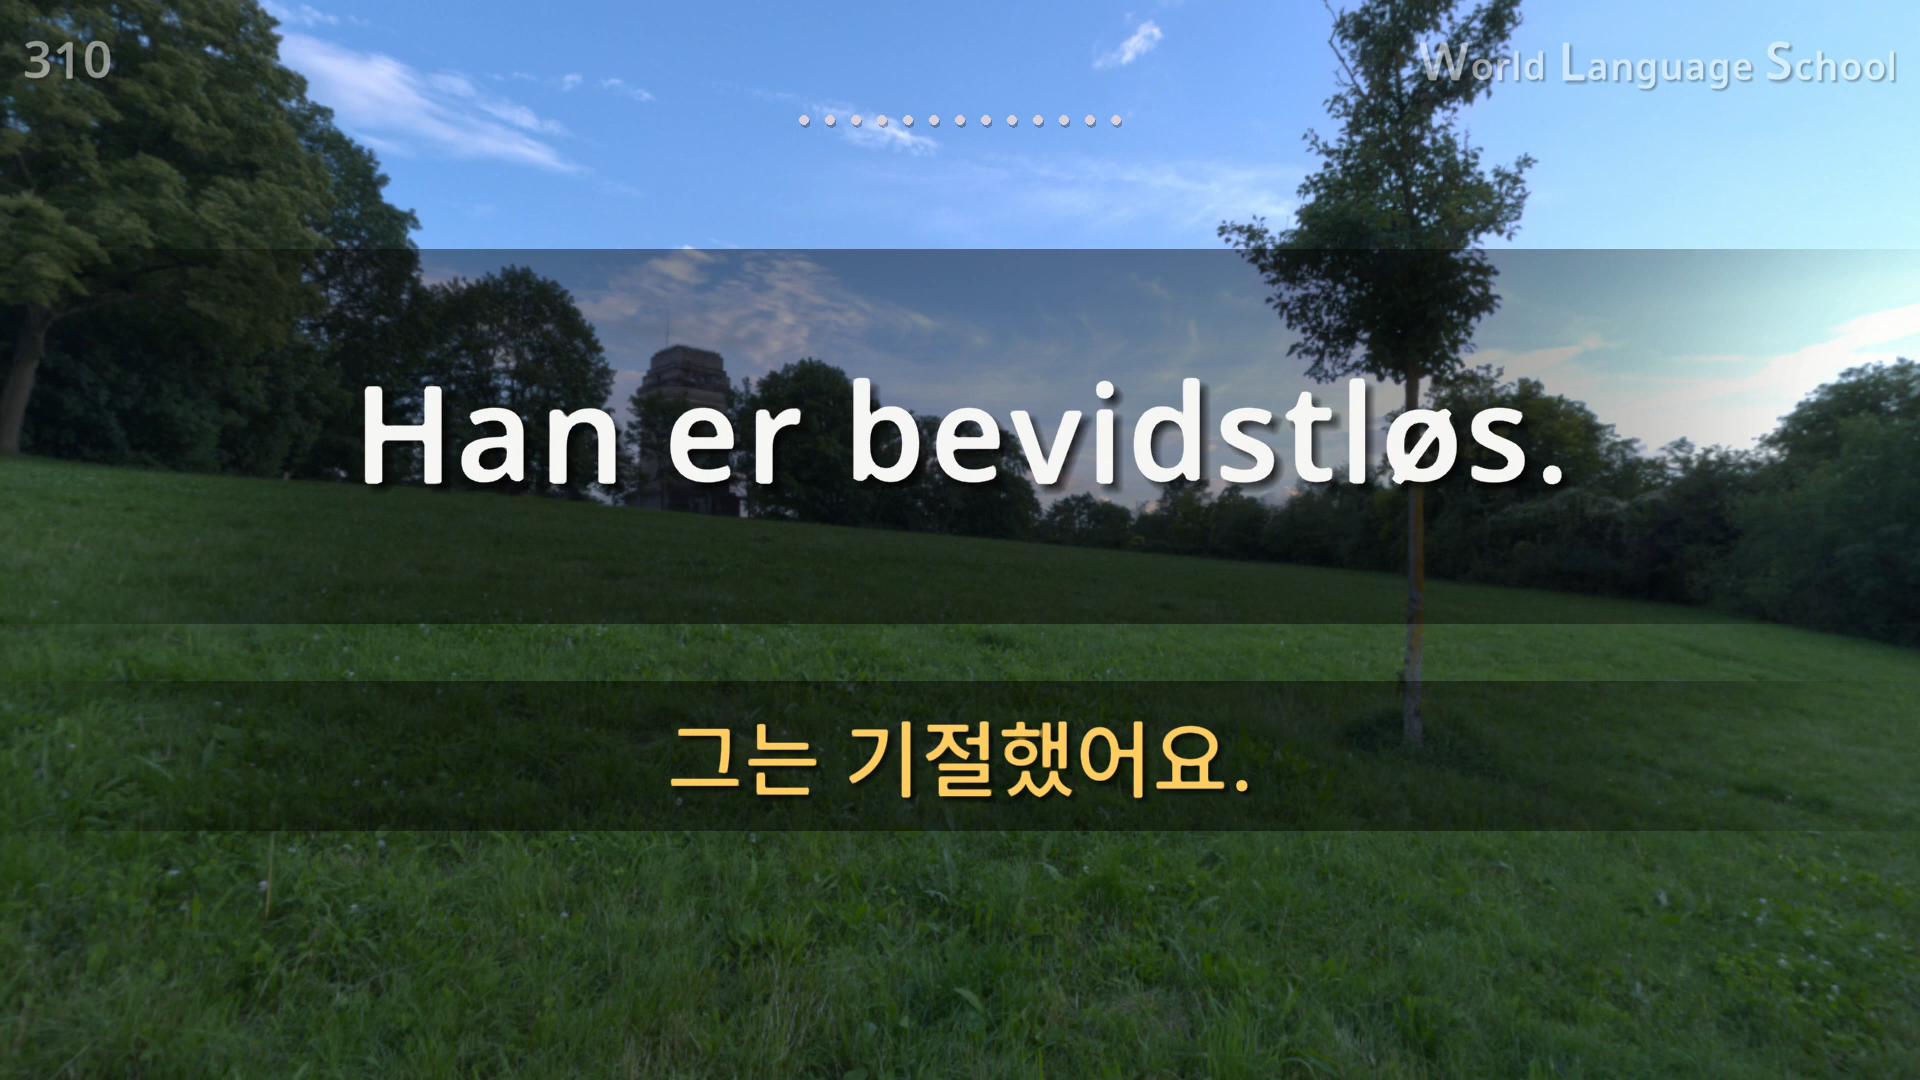 310
World Language School
Han er bevidstløs.
그는 기절했어요.